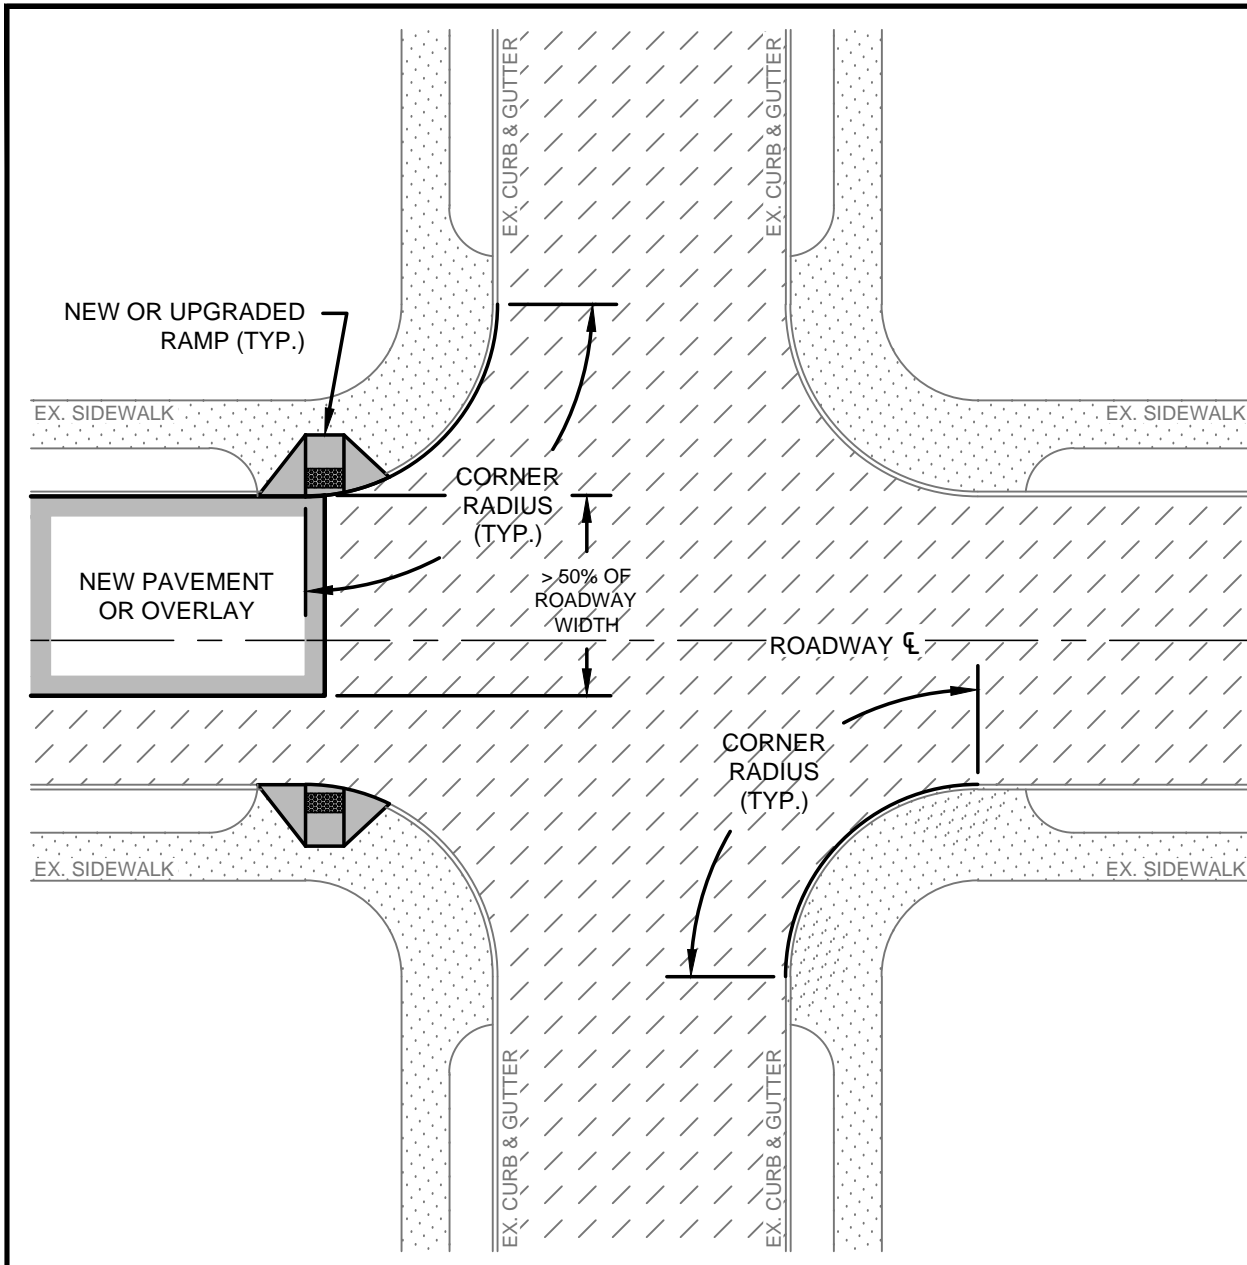 EX. CURB & GUTTER
EX. CURB & GUTTER
NEW OR UPGRADED
RAMP (TYP.)
EX. SIDEWALK
EX. SIDEWALK
CORNER
RADIUS
(TYP.)
NEW PAVEMENT
OR OVERLAY
> 50% OF
ROADWAY
WIDTH
ROADWAY ℄
CORNER
RADIUS
(TYP.)
EX. SIDEWALK
EX. SIDEWALK
EX. CURB & GUTTER
EX. CURB & GUTTER